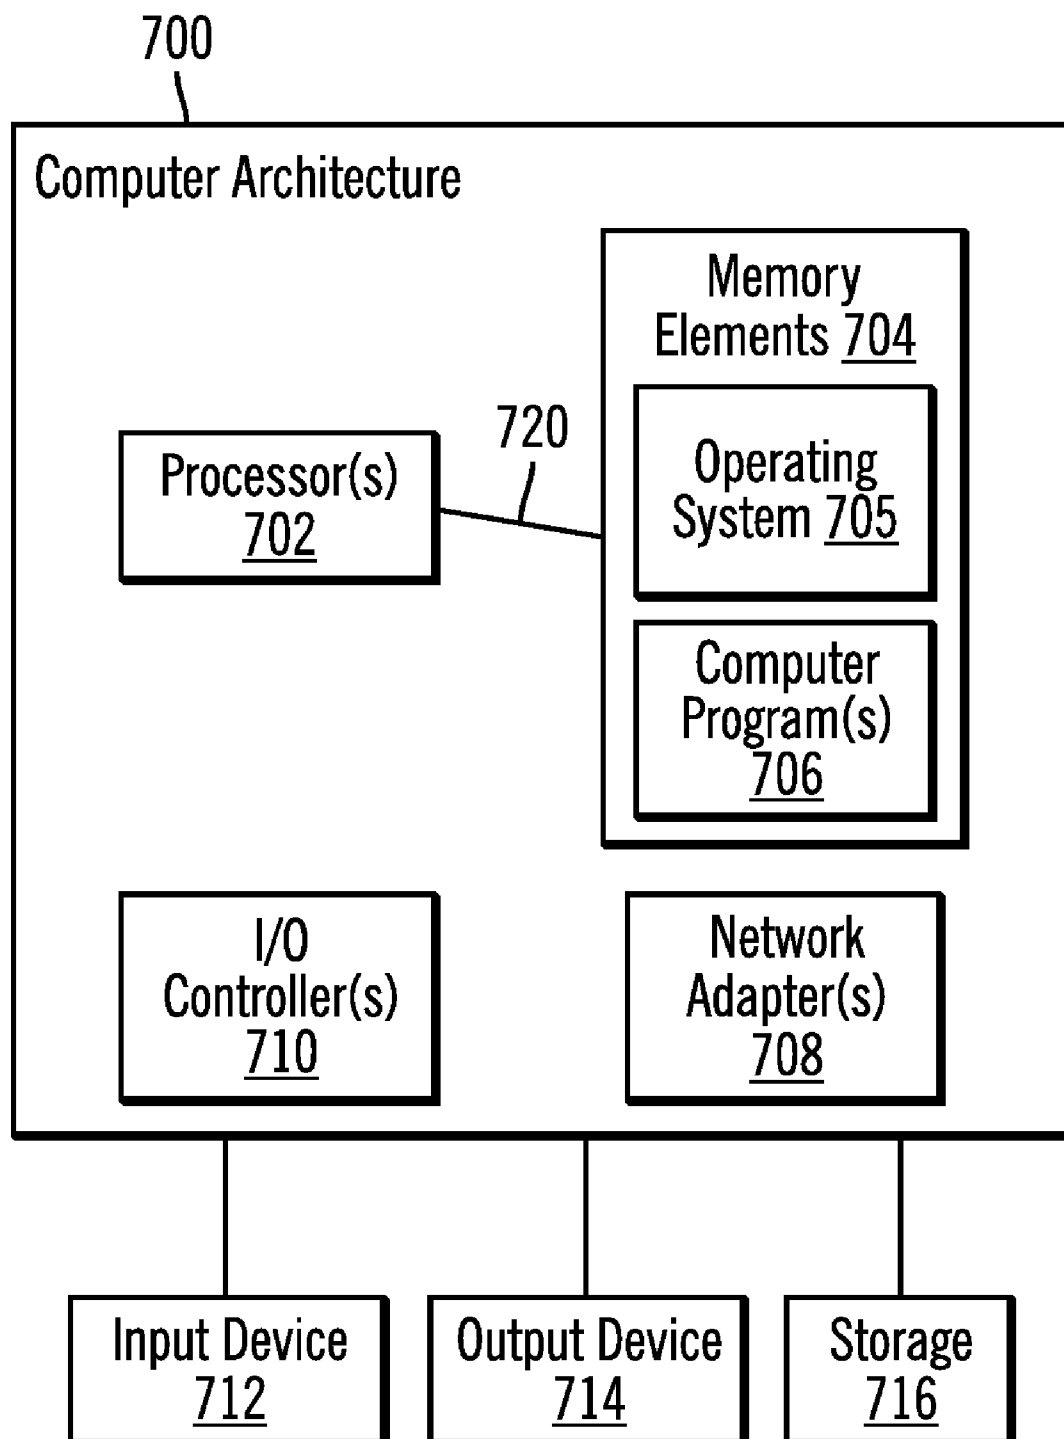 700
Computer Architecture
Memory
Elements 704
Operating
System 705
720
Processor(s)
702
Computer
Program(s)
706
I/O
Controller(s)
710
Network
Adapter(s)
708
Input Device
712
Output Device
714
Storage
716